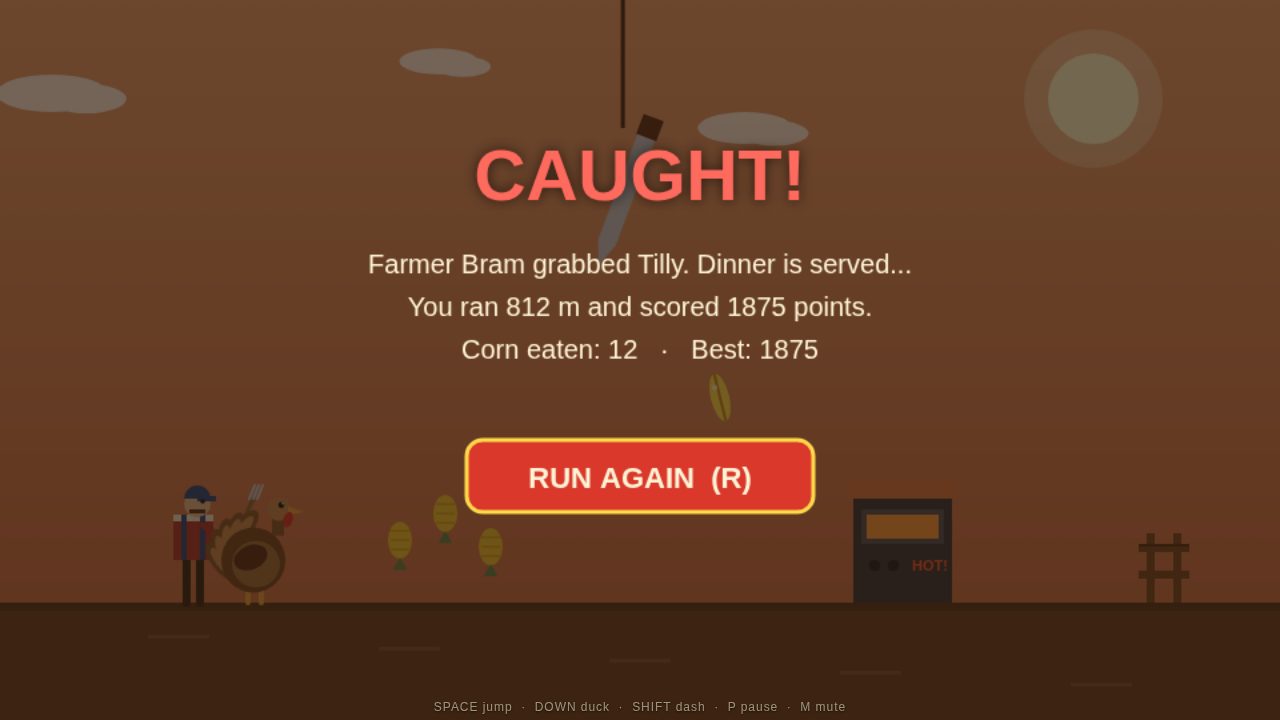 CAUGHT!
Farmer Bram grabbed Tilly. Dinner is served...
You ran 812 m and scored 1875 points.
Corn eaten: 12 · Best: 1875
RUN AGAIN (R)
HOT!
SPACE jump · DOWN duck · SHIFT dash · P pause · M mute